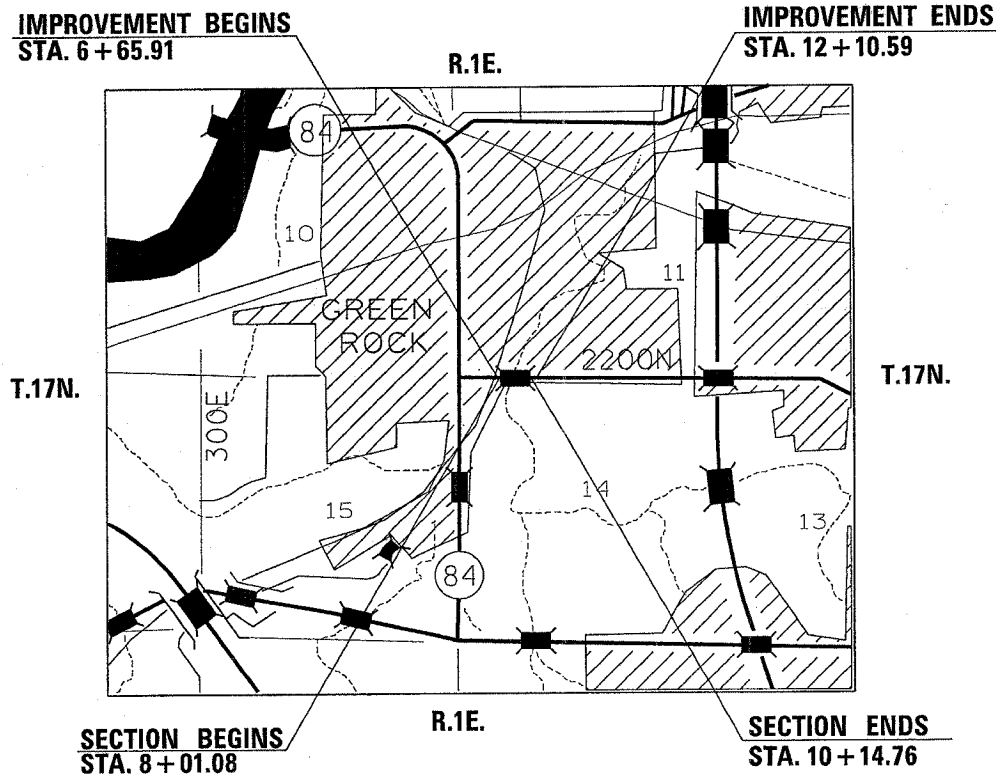 IMPROVEMENT BEGINS
STA. 6+65.91
IMPROVEMENT ENDS
STA. 12+10.59
R.1E.
84
10
11
GREEN
ROCK
2200N
T.17N.
T.17N.
300E
14
15
13
84
R.1E.
SECTION BEGINS
STA. 8+01.08
SECTION ENDS
STA. 10+14.76